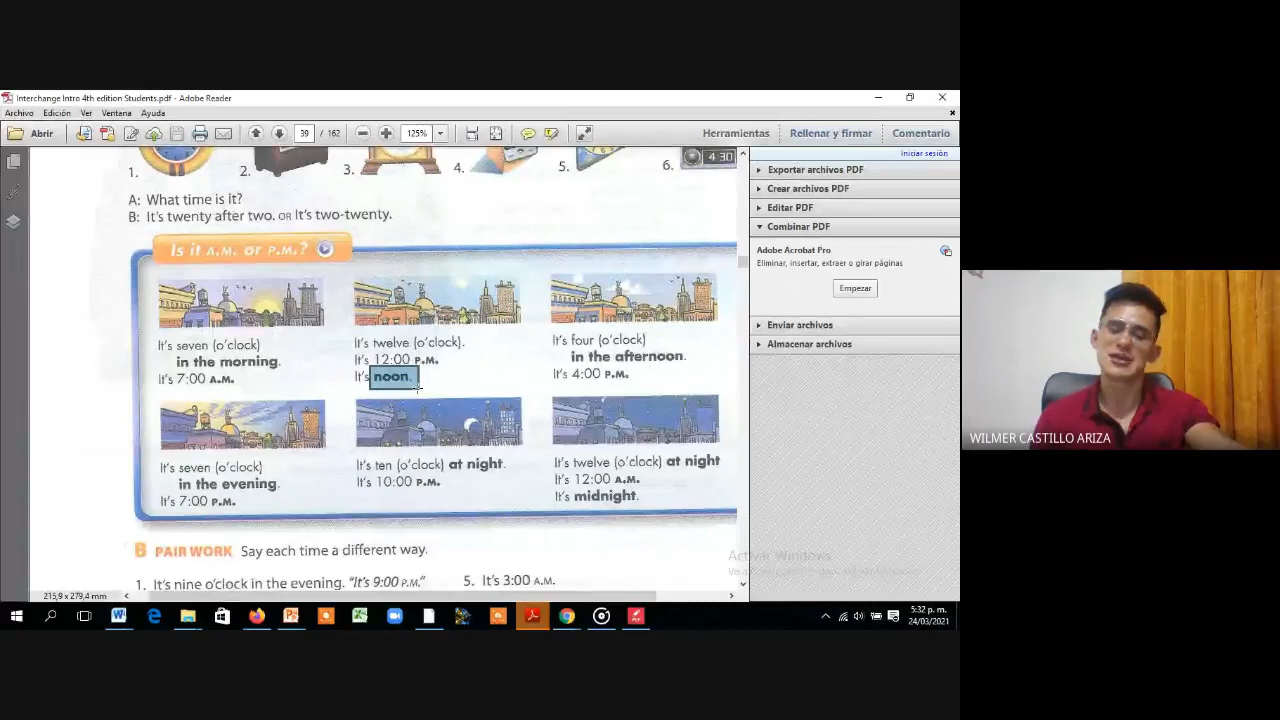 Interchange Intro 4th edition Students.pdf - Adobe Reader
Archivo Edición Ver Ventana Ayuda
Abrir 39 / 162 125% Herramientas Rellenar y firmar Comentario
Iniciar sesión
Exportar archivos PDF
Crear archivos PDF
Editar PDF
Combinar PDF
Adobe Acrobat Pro
Eliminar, insertar, extraer o girar páginas
Empezar
Enviar archivos
Almacenar archivos
1. 2. 3. 4. 5. 6. 4:30
A: What time is it?
B: It's twenty after two. OR It's two-twenty.
Is it A.M. or P.M.?
It's seven (o'clock)
in the morning.
It's 7:00 A.M.
It's twelve (o'clock).
It's 12:00 P.M.
It's noon.
It's four (o'clock)
in the afternoon.
It's 4:00 P.M.
It's seven (o'clock)
in the evening.
It's 7:00 P.M.
It's ten (o'clock) at night.
It's 10:00 P.M.
It's twelve (o'clock) at night
It's 12:00 A.M.
It's midnight.
B PAIR WORK Say each time a different way.
1. It's nine o'clock in the evening. "It's 9:00 P.M."
5. It's 3:00 A.M.
Activar Windows
215,9 x 279,4 mm
5:32 p. m.
24/03/2021
WILMER CASTILLO ARIZA